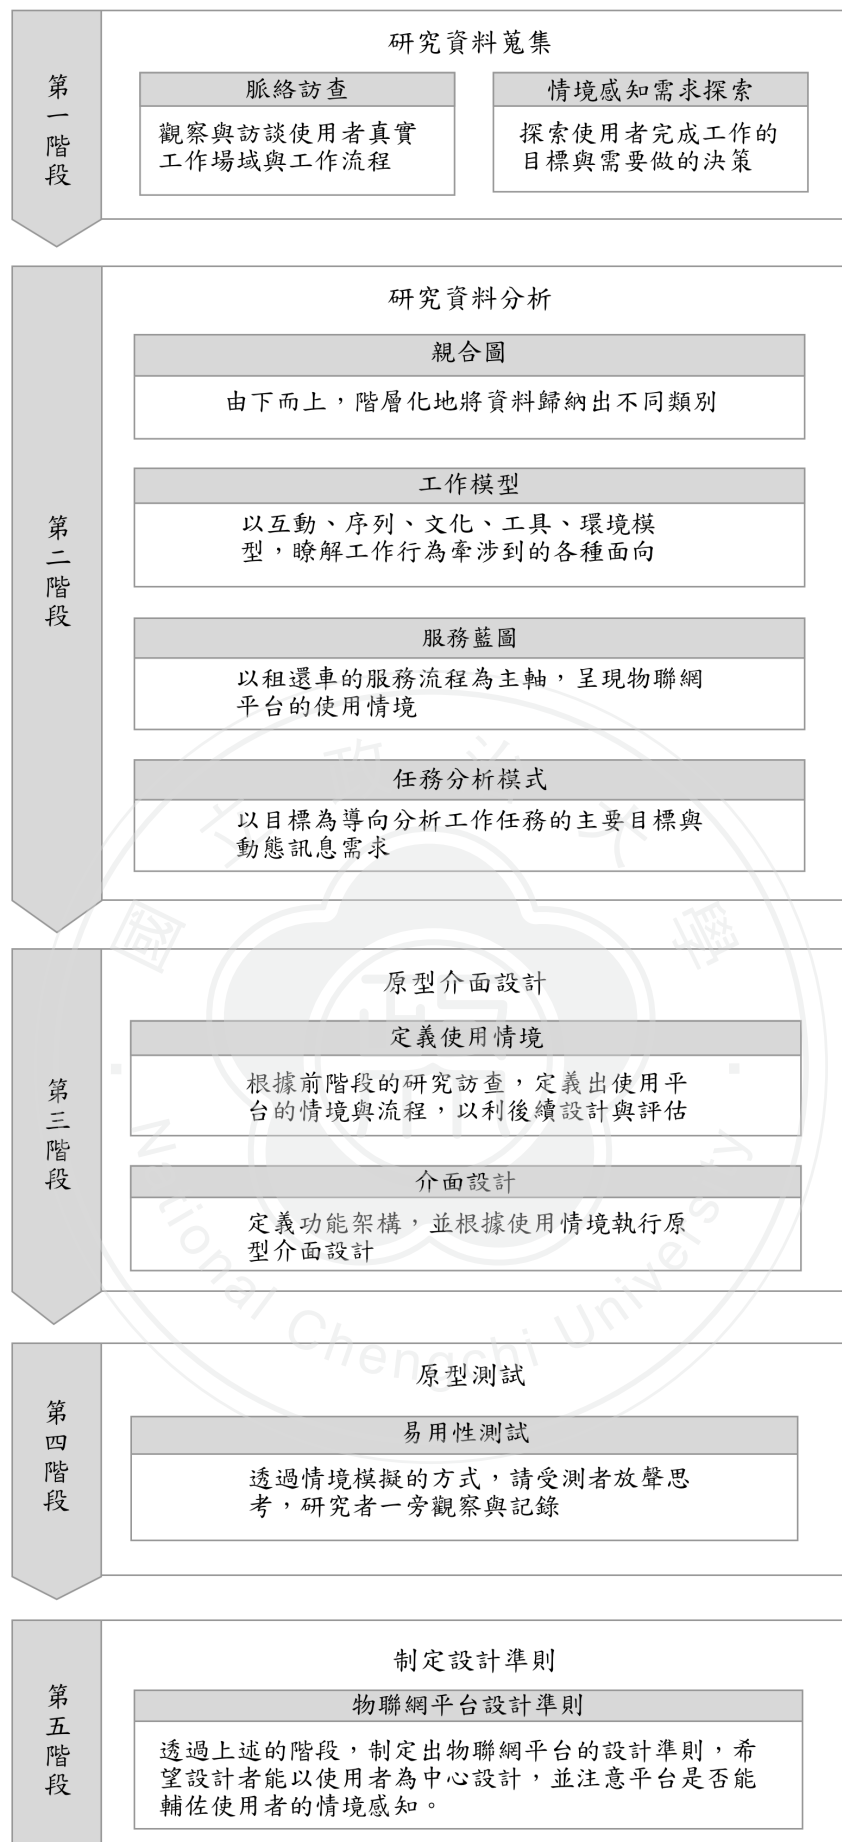 第一階段
研究資料蒐集
脈絡訪查
觀察與訪談使用者真實
工作場域與工作流程
情境感知需求探索
探索使用者完成工作的
目標與需要做的決策
第二階段
研究資料分析
親合圖
由下而上，階層化地將資料歸納出不同類別
工作模型
以互動、序列、文化、工具、環境模
型，瞭解工作行為牽涉到的各種面向
服務藍圖
以租還車的服務流程為主軸，呈現物聯網
平台的使用情境
任務分析模式
以目標為導向分析工作任務的主要目標與
動態訊息需求
第三階段
原型介面設計
定義使用情境
根據前階段的研究訪查，定義出使用平
台的情境與流程，以利後續設計與評估
介面設計
定義功能架構，並根據使用情境執行原
型介面設計
第四階段
原型測試
易用性測試
透過情境模擬的方式，請受測者放聲思
考，研究者一旁觀察與記錄
第五階段
制定設計準則
物聯網平台設計準則
透過上述的階段，制定出物聯網平台的設計準則，希
望設計者能以使用者為中心設計，並注意平台是否能
輔佐使用者的情境感知。
國立政治大學
National Chengchi University